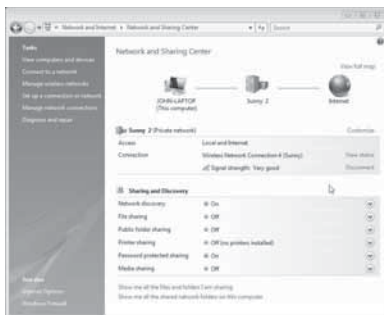 Network and Internet ▸ Network and Sharing Center
Search
Tasks
View computers and devices
Connect to a network
Manage wireless networks
Set up a connection or network
Manage network connections
Diagnose and repair
Network and Sharing Center
View full map
JOHN-LAPTOP
(This computer)
Sunny 2
Internet
Sunny 2 (Private network)
Customize
Access
Local and Internet
Connection
Wireless Network Connection 4 (Sunny)
View status
Signal strength: Very good
Disconnect
Sharing and Discovery
Network discovery
On
File sharing
Off
Public folder sharing
Off
Printer sharing
Off (no printers installed)
Password protected sharing
On
Media sharing
Off
See also
Internet Options
Windows Firewall
Show me all the files and folders I am sharing
Show me all the shared network folders on this computer